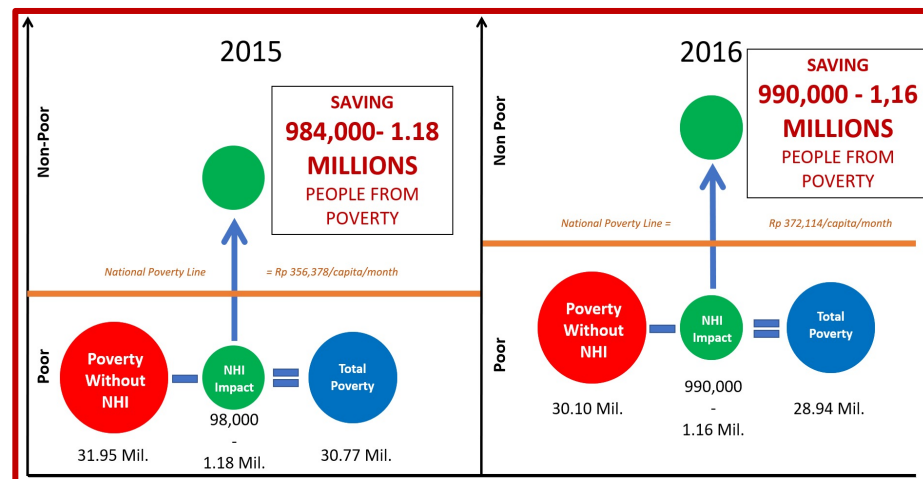 2015
Non-Poor
SAVING
984,000- 1.18
MILLIONS
PEOPLE FROM
POVERTY
National Poverty Line
= Rp 356,378/capita/month
Poor
Poverty
Without
NHI
NHI
Impact
Total
Poverty
98,000
-
1.18 Mil.
31.95 Mil.
30.77 Mil.
2016
Non Poor
SAVING
990,000 - 1,16
MILLIONS
PEOPLE FROM
POVERTY
National Poverty Line =
Rp 372,114/capita/month
Poor
Poverty
Without
NHI
NHI
Impact
Total
Poverty
990,000
-
1.16 Mil.
30.10 Mil.
28.94 Mil.